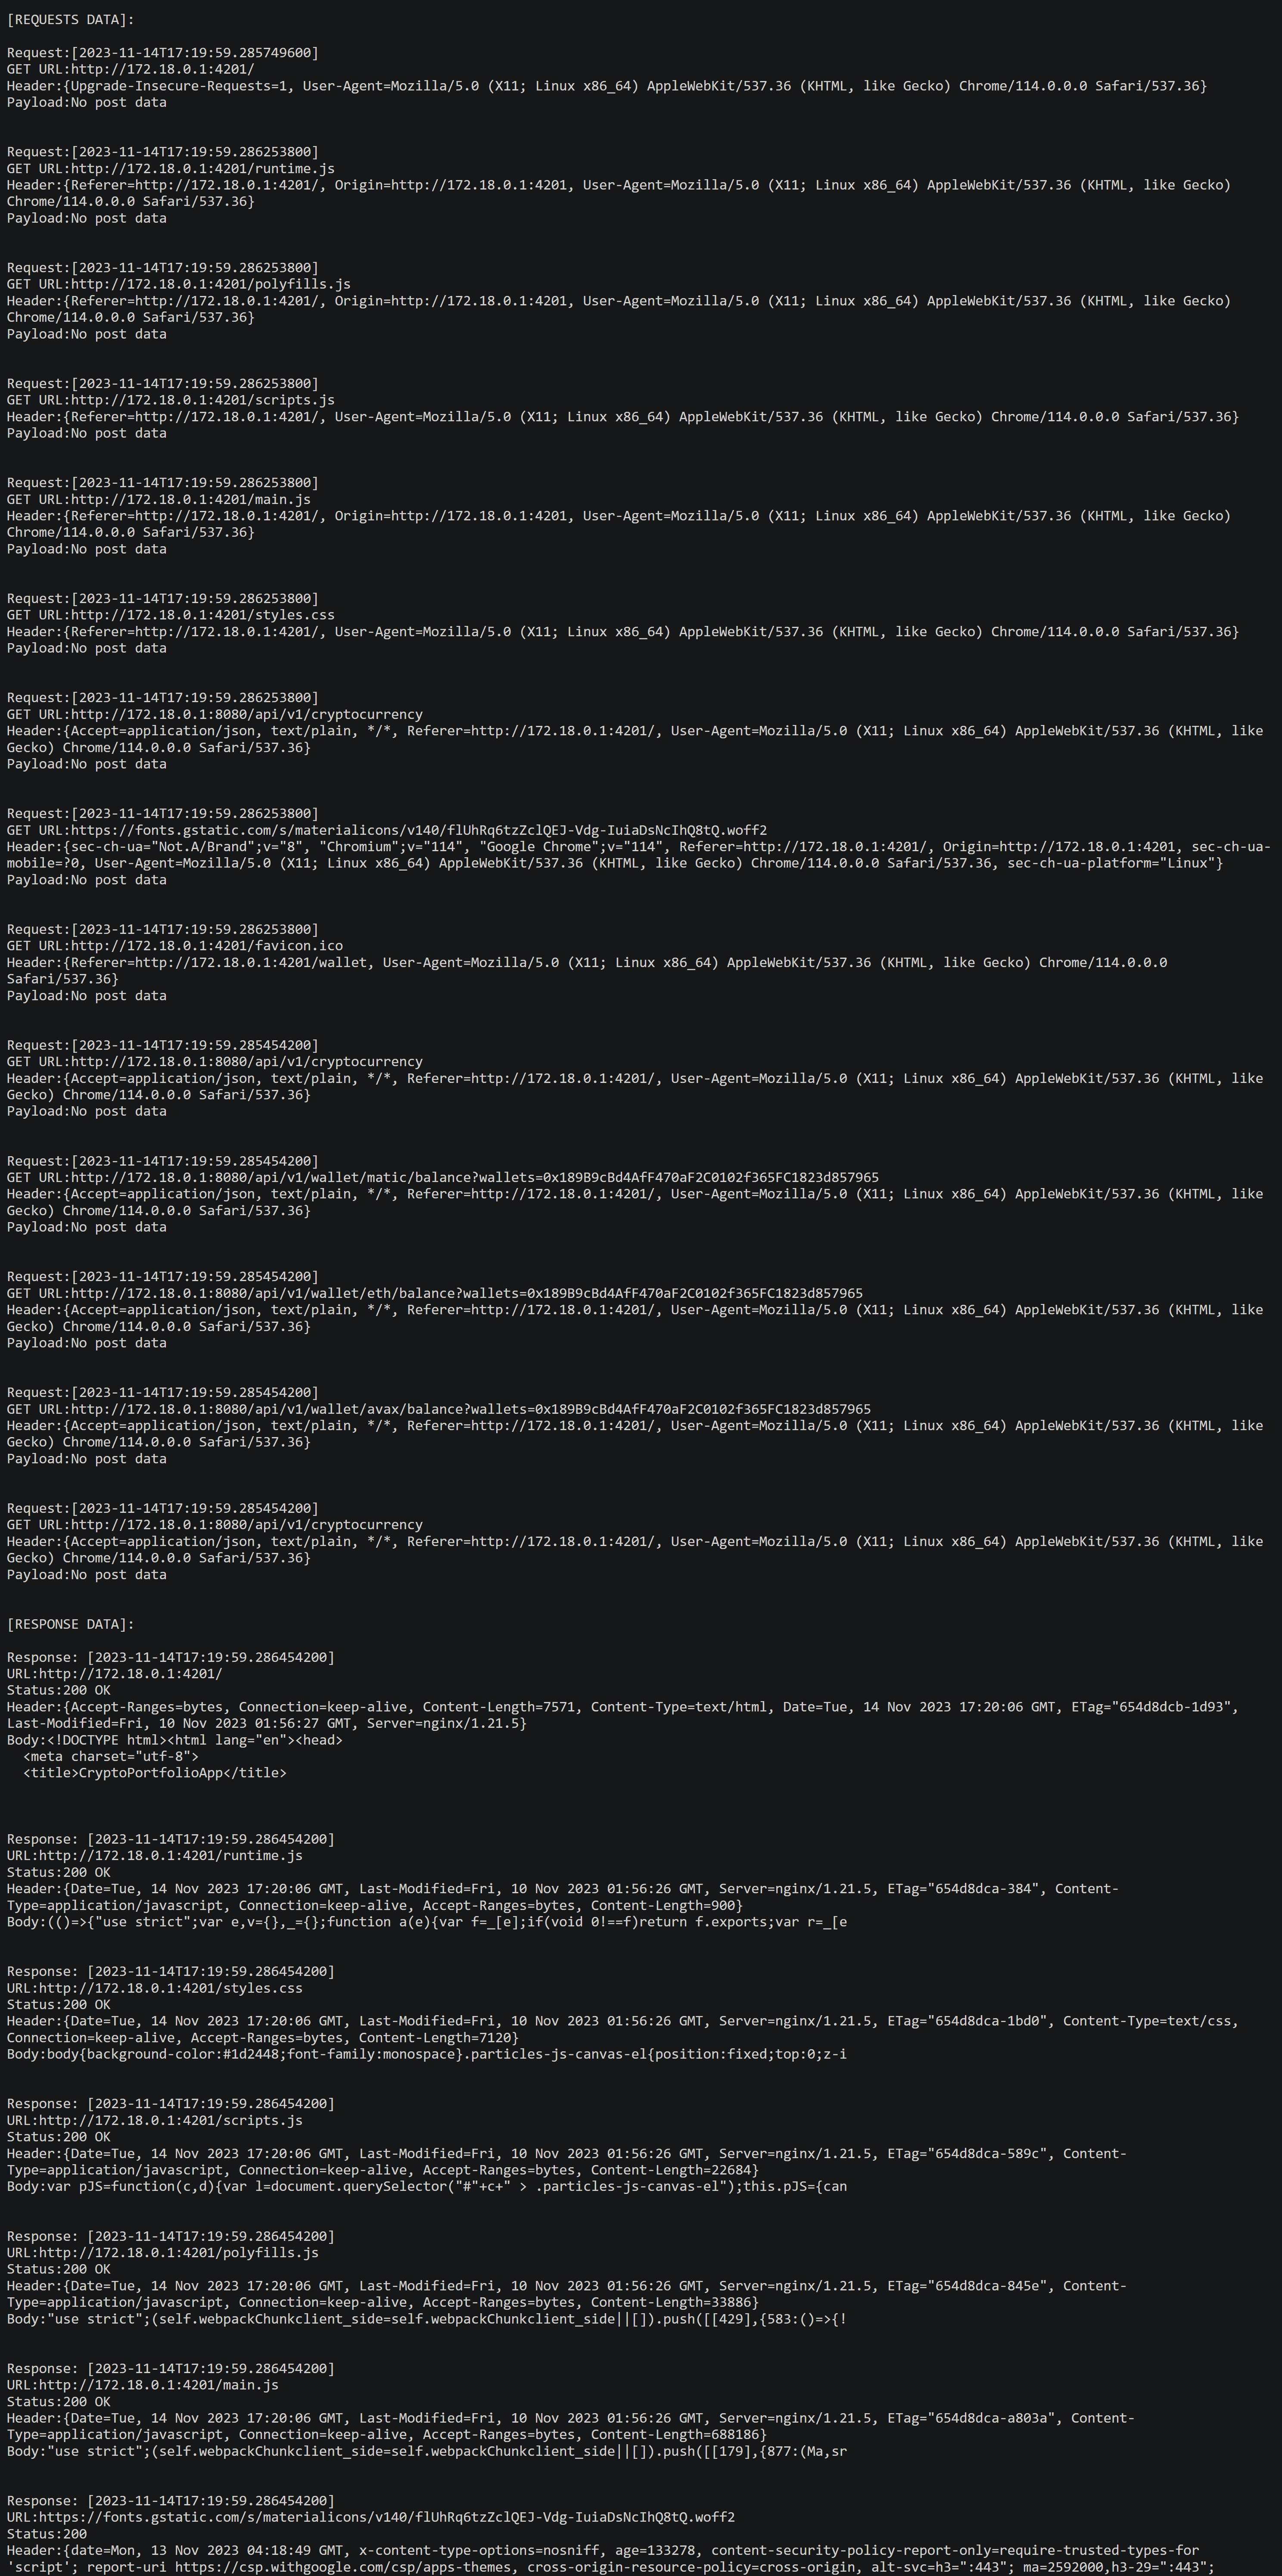 [REQUESTS DATA]:
Request:[2023-11-14T17:19:59.285749600]
GET URL:http://172.18.0.1:4201/
Header:{Upgrade-Insecure-Requests=1, User-Agent=Mozilla/5.0 (X11; Linux x86_64) AppleWebKit/537.36 (KHTML, like Gecko) Chrome/114.0.0.0 Safari/537.36}
Payload:No post data
Request:[2023-11-14T17:19:59.286253800]
GET URL:http://172.18.0.1:4201/runtime.js
Header:{Referer=http://172.18.0.1:4201/, Origin=http://172.18.0.1:4201, User-Agent=Mozilla/5.0 (X11; Linux x86_64) AppleWebKit/537.36 (KHTML, like Gecko)
Chrome/114.0.0.0 Safari/537.36}
Payload:No post data
Request:[2023-11-14T17:19:59.286253800]
GET URL:http://172.18.0.1:4201/polyfills.js
Header:{Referer=http://172.18.0.1:4201/, Origin=http://172.18.0.1:4201, User-Agent=Mozilla/5.0 (X11; Linux x86_64) AppleWebKit/537.36 (KHTML, like Gecko)
Chrome/114.0.0.0 Safari/537.36}
Payload:No post data
Request:[2023-11-14T17:19:59.286253800]
GET URL:http://172.18.0.1:4201/scripts.js
Header:{Referer=http://172.18.0.1:4201/, User-Agent=Mozilla/5.0 (X11; Linux x86_64) AppleWebKit/537.36 (KHTML, like Gecko) Chrome/114.0.0.0 Safari/537.36}
Payload:No post data
Request:[2023-11-14T17:19:59.286253800]
GET URL:http://172.18.0.1:4201/main.js
Header:{Referer=http://172.18.0.1:4201/, Origin=http://172.18.0.1:4201, User-Agent=Mozilla/5.0 (X11; Linux x86_64) AppleWebKit/537.36 (KHTML, like Gecko)
Chrome/114.0.0.0 Safari/537.36}
Payload:No post data
Request:[2023-11-14T17:19:59.286253800]
GET URL:http://172.18.0.1:4201/styles.css
Header:{Referer=http://172.18.0.1:4201/, User-Agent=Mozilla/5.0 (X11; Linux x86_64) AppleWebKit/537.36 (KHTML, like Gecko) Chrome/114.0.0.0 Safari/537.36}
Payload:No post data
Request:[2023-11-14T17:19:59.286253800]
GET URL:http://172.18.0.1:8080/api/v1/cryptocurrency
Header:{Accept=application/json, text/plain, */*, Referer=http://172.18.0.1:4201/, User-Agent=Mozilla/5.0 (X11; Linux x86_64) AppleWebKit/537.36 (KHTML, like
Gecko) Chrome/114.0.0.0 Safari/537.36}
Payload:No post data
Request:[2023-11-14T17:19:59.286253800]
GET URL:https://fonts.gstatic.com/s/materialicons/v140/flUhRq6tzZclQEJ-Vdg-IuiaDsNcIhQ8tQ.woff2
Header:{sec-ch-ua="Not.A/Brand";v="8", "Chromium";v="114", "Google Chrome";v="114", Referer=http://172.18.0.1:4201/, Origin=http://172.18.0.1:4201, sec-ch-ua-
mobile=?0, User-Agent=Mozilla/5.0 (X11; Linux x86_64) AppleWebKit/537.36 (KHTML, like Gecko) Chrome/114.0.0.0 Safari/537.36, sec-ch-ua-platform="Linux"}
Payload:No post data
Request:[2023-11-14T17:19:59.286253800]
GET URL:http://172.18.0.1:4201/favicon.ico
Header:{Referer=http://172.18.0.1:4201/wallet, User-Agent=Mozilla/5.0 (X11; Linux x86_64) AppleWebKit/537.36 (KHTML, like Gecko) Chrome/114.0.0.0
Safari/537.36}
Payload:No post data
Request:[2023-11-14T17:19:59.285454200]
GET URL:http://172.18.0.1:8080/api/v1/cryptocurrency
Header:{Accept=application/json, text/plain, */*, Referer=http://172.18.0.1:4201/, User-Agent=Mozilla/5.0 (X11; Linux x86_64) AppleWebKit/537.36 (KHTML, like
Gecko) Chrome/114.0.0.0 Safari/537.36}
Payload:No post data
Request:[2023-11-14T17:19:59.285454200]
GET URL:http://172.18.0.1:8080/api/v1/wallet/matic/balance?wallets=0x189B9cBd4AfF470aF2C0102f365FC1823d857965
Header:{Accept=application/json, text/plain, */*, Referer=http://172.18.0.1:4201/, User-Agent=Mozilla/5.0 (X11; Linux x86_64) AppleWebKit/537.36 (KHTML, like
Gecko) Chrome/114.0.0.0 Safari/537.36}
Payload:No post data
Request:[2023-11-14T17:19:59.285454200]
GET URL:http://172.18.0.1:8080/api/v1/wallet/eth/balance?wallets=0x189B9cBd4AfF470aF2C0102f365FC1823d857965
Header:{Accept=application/json, text/plain, */*, Referer=http://172.18.0.1:4201/, User-Agent=Mozilla/5.0 (X11; Linux x86_64) AppleWebKit/537.36 (KHTML, like
Gecko) Chrome/114.0.0.0 Safari/537.36}
Payload:No post data
Request:[2023-11-14T17:19:59.285454200]
GET URL:http://172.18.0.1:8080/api/v1/wallet/avax/balance?wallets=0x189B9cBd4AfF470aF2C0102f365FC1823d857965
Header:{Accept=application/json, text/plain, */*, Referer=http://172.18.0.1:4201/, User-Agent=Mozilla/5.0 (X11; Linux x86_64) AppleWebKit/537.36 (KHTML, like
Gecko) Chrome/114.0.0.0 Safari/537.36}
Payload:No post data
Request:[2023-11-14T17:19:59.285454200]
GET URL:http://172.18.0.1:8080/api/v1/cryptocurrency
Header:{Accept=application/json, text/plain, */*, Referer=http://172.18.0.1:4201/, User-Agent=Mozilla/5.0 (X11; Linux x86_64) AppleWebKit/537.36 (KHTML, like
Gecko) Chrome/114.0.0.0 Safari/537.36}
Payload:No post data
[RESPONSE DATA]:
Response: [2023-11-14T17:19:59.286454200]
URL:http://172.18.0.1:4201/
Status:200 OK
Header:{Accept-Ranges=bytes, Connection=keep-alive, Content-Length=7571, Content-Type=text/html, Date=Tue, 14 Nov 2023 17:20:06 GMT, ETag="654d8dcb-1d93",
Last-Modified=Fri, 10 Nov 2023 01:56:27 GMT, Server=nginx/1.21.5}
Body:<!DOCTYPE html><html lang="en"><head>
<meta charset="utf-8">
<title>CryptoPortfolioApp</title>
Response: [2023-11-14T17:19:59.286454200]
URL:http://172.18.0.1:4201/runtime.js
Status:200 OK
Header:{Date=Tue, 14 Nov 2023 17:20:06 GMT, Last-Modified=Fri, 10 Nov 2023 01:56:26 GMT, Server=nginx/1.21.5, ETag="654d8dca-384", Content-
Type=application/javascript, Connection=keep-alive, Accept-Ranges=bytes, Content-Length=900}
Body:(()=>{"use strict";var e,v={},_={};function a(e){var f=_[e];if(void 0!==f)return f.exports;var r=_[e
Response: [2023-11-14T17:19:59.286454200]
URL:http://172.18.0.1:4201/styles.css
Status:200 OK
Header:{Date=Tue, 14 Nov 2023 17:20:06 GMT, Last-Modified=Fri, 10 Nov 2023 01:56:26 GMT, Server=nginx/1.21.5, ETag="654d8dca-1bd0", Content-Type=text/css,
Connection=keep-alive, Accept-Ranges=bytes, Content-Length=7120}
Body:body{background-color:#1d2448;font-family:monospace}.particles-js-canvas-el{position:fixed;top:0;z-i
Response: [2023-11-14T17:19:59.286454200]
URL:http://172.18.0.1:4201/scripts.js
Status:200 OK
Header:{Date=Tue, 14 Nov 2023 17:20:06 GMT, Last-Modified=Fri, 10 Nov 2023 01:56:26 GMT, Server=nginx/1.21.5, ETag="654d8dca-589c", Content-
Type=application/javascript, Connection=keep-alive, Accept-Ranges=bytes, Content-Length=22684}
Body:var pJS=function(c,d){var l=document.querySelector("#"+c+" > .particles-js-canvas-el");this.pJS={can
Response: [2023-11-14T17:19:59.286454200]
URL:http://172.18.0.1:4201/polyfills.js
Status:200 OK
Header:{Date=Tue, 14 Nov 2023 17:20:06 GMT, Last-Modified=Fri, 10 Nov 2023 01:56:26 GMT, Server=nginx/1.21.5, ETag="654d8dca-845e", Content-
Type=application/javascript, Connection=keep-alive, Accept-Ranges=bytes, Content-Length=33886}
Body:"use strict";(self.webpackChunkclient_side=self.webpackChunkclient_side||[]).push([[429],{583:()=>{!
Response: [2023-11-14T17:19:59.286454200]
URL:http://172.18.0.1:4201/main.js
Status:200 OK
Header:{Date=Tue, 14 Nov 2023 17:20:06 GMT, Last-Modified=Fri, 10 Nov 2023 01:56:26 GMT, Server=nginx/1.21.5, ETag="654d8dca-a803a", Content-
Type=application/javascript, Connection=keep-alive, Accept-Ranges=bytes, Content-Length=688186}
Body:"use strict";(self.webpackChunkclient_side=self.webpackChunkclient_side||[]).push([[179],{877:(Ma,sr
Response: [2023-11-14T17:19:59.286454200]
URL:https://fonts.gstatic.com/s/materialicons/v140/flUhRq6tzZclQEJ-Vdg-IuiaDsNcIhQ8tQ.woff2
Status:200
Header:{date=Mon, 13 Nov 2023 04:18:49 GMT, x-content-type-options=nosniff, age=133278, content-security-policy-report-only=require-trusted-types-for
'script'; report-uri https://csp.withgoogle.com/csp/apps-themes, cross-origin-resource-policy=cross-origin, alt-svc=h3=":443"; ma=2592000,h3-29=":443";